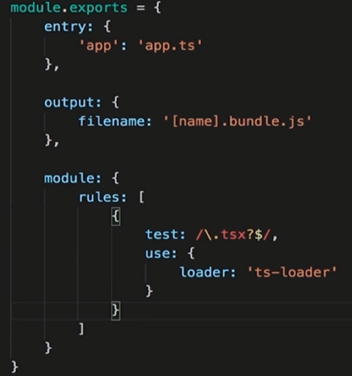 module.exports = {
    entry: {
        'app': 'app.ts'
    },

    output: {
        filename: '[name].bundle.js'
    },

    module: {
        rules: [
            {
                test: /\.tsx?$/,
                use: {
                    loader: 'ts-loader'
                }
            }
        ]
    }
}